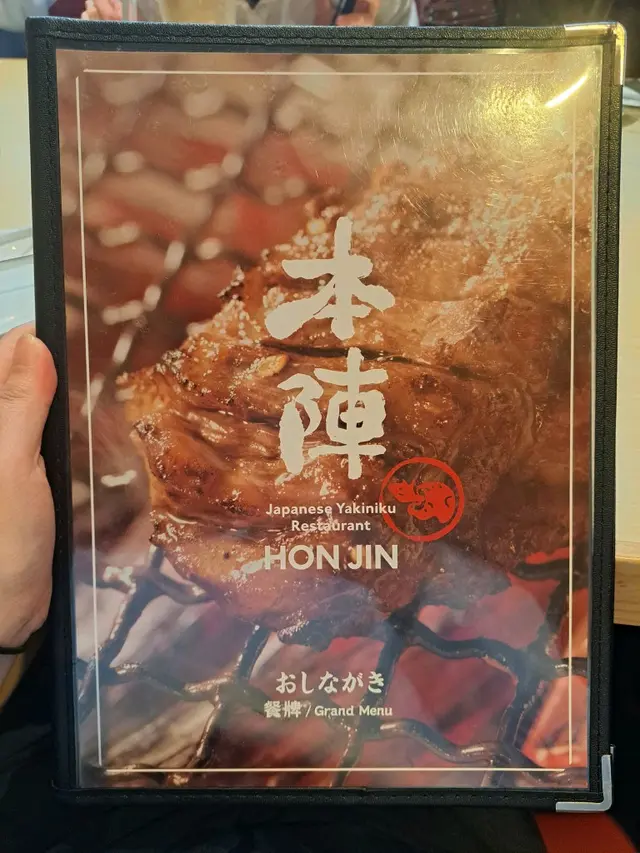 本
陣
Japanese Yakiniku
Restaurant
HON JIN
おしながき
餐牌 / Grand Menu